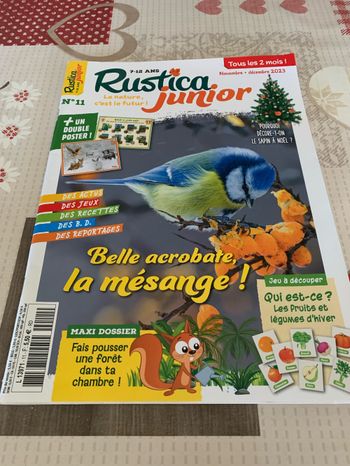 Tous les 2 mois !
Novembre - décembre 2023
7-12 ANS
Rustica
junior
La nature,
c'est le futur !
Rustica
junior
N° 11
+ UN
DOUBLE
POSTER !
POURQUOI
DÉCORE-T-ON
LE SAPIN À NOËL ?
DES ACTUS
DES JEUX
DES RECETTES
DES B. D.
DES REPORTAGES
Belle acrobate,
la mésange !
Jeu à découper
Qui est-ce ?
Les Fruits et
légumes d'hiver
MAXI DOSSIER
Fais pousser
une forêt
dans ta
chambre !